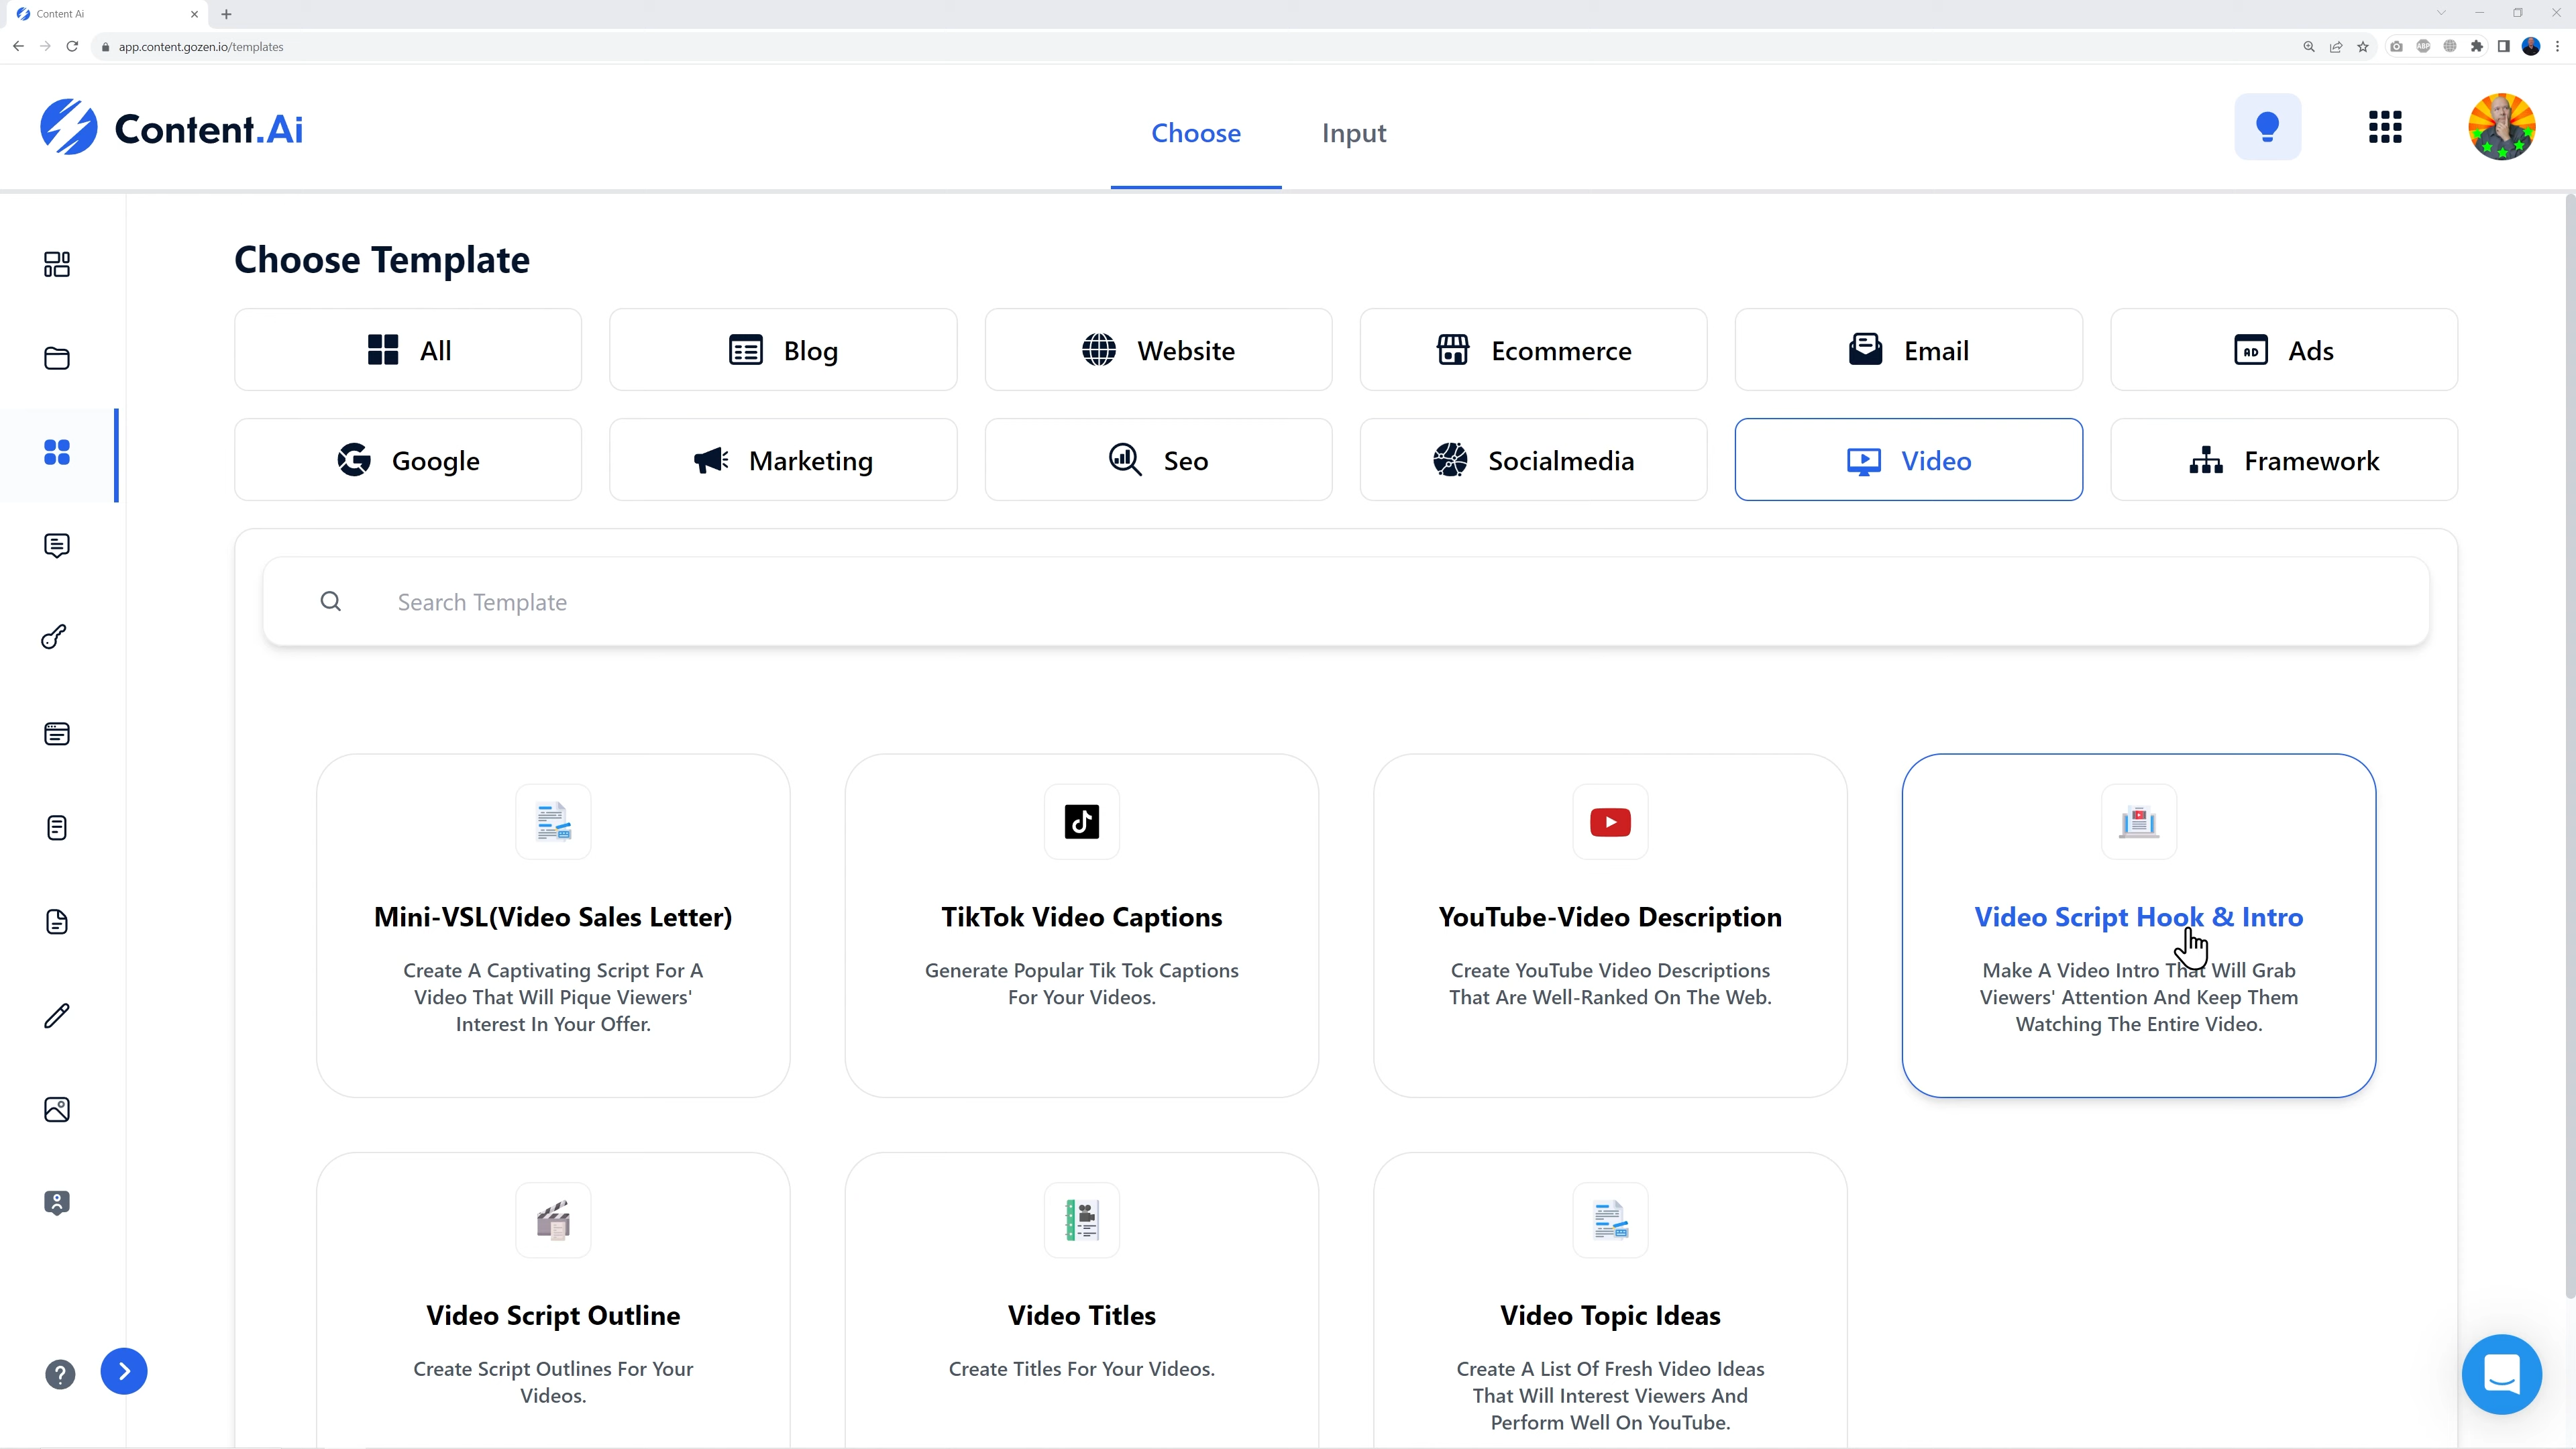 Content Ai
app.content.gozen.io/templates
Content.Ai
Choose
Input
Choose Template
All
Blog
Website
Ecommerce
Email
AD
Ads
Google
Marketing
Seo
Socialmedia
Video
Framework
Search Template
Mini-VSL(Video Sales Letter)
Create A Captivating Script For A
Video That Will Pique Viewers'
Interest In Your Offer.
TikTok Video Captions
Generate Popular Tik Tok Captions
For Your Videos.
YouTube-Video Description
Create YouTube Video Descriptions
That Are Well-Ranked On The Web.
Video Script Hook & Intro
Make A Video Intro That Will Grab
Viewers' Attention And Keep Them
Watching The Entire Video.
Video Script Outline
Create Script Outlines For Your
Videos.
Video Titles
Create Titles For Your Videos.
Video Topic Ideas
Create A List Of Fresh Video Ideas
That Will Interest Viewers And
Perform Well On YouTube.